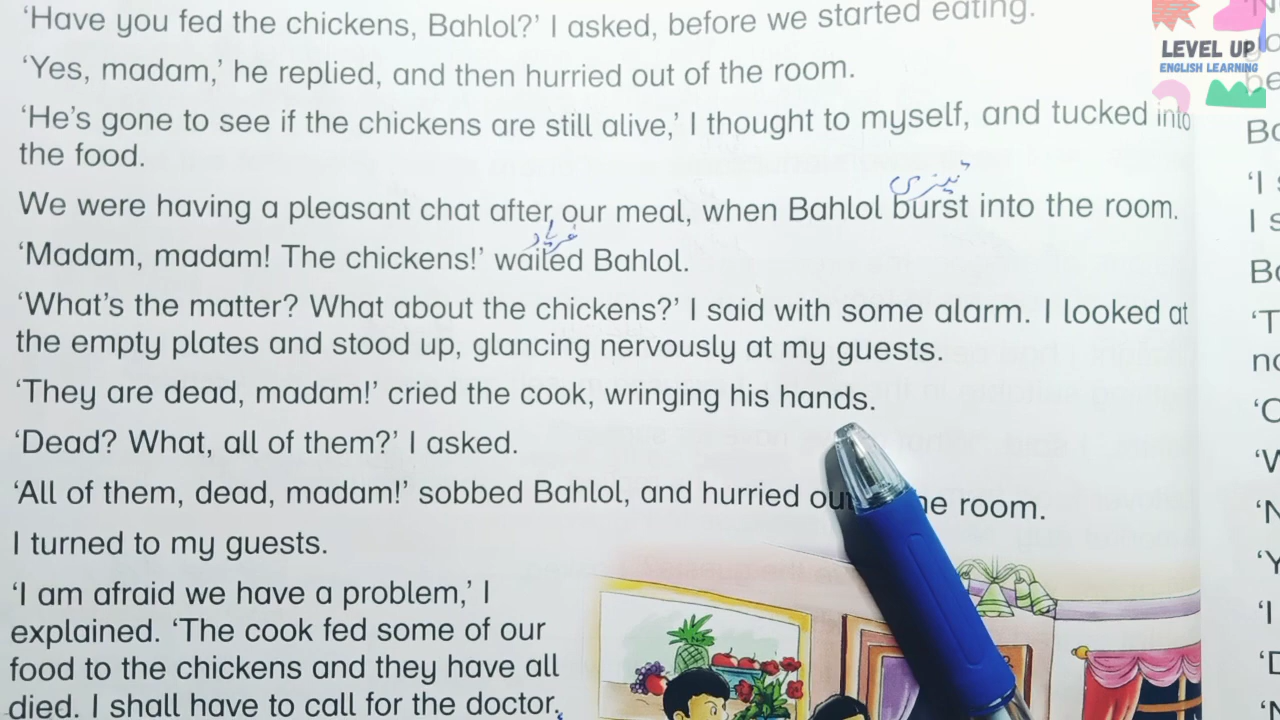 ‘Have you fed the chickens, Bahlol?’ I asked, before we started eating.
‘Yes, madam,’ he replied, and then hurried out of the room.
‘He’s gone to see if the chickens are still alive,’ I thought to myself, and tucked into
the food.
We were having a pleasant chat after our meal, when Bahlol burst into the room.
فریاد
‘Madam, madam! The chickens!’ wailed Bahlol.
‘What’s the matter? What about the chickens?’ I said with some alarm. I looked at
the empty plates and stood up, glancing nervously at my guests.
‘They are dead, madam!’ cried the cook, wringing his hands.
‘Dead? What, all of them?’ I asked.
‘All of them, dead, madam!’ sobbed Bahlol, and hurried room.
I turned to my guests.
‘I am afraid we have a problem,’ I
explained. ‘The cook fed some of our
food to the chickens and they have all
died. I shall have to call for the doctor.
LEVEL UP
ENGLISH LEARNING